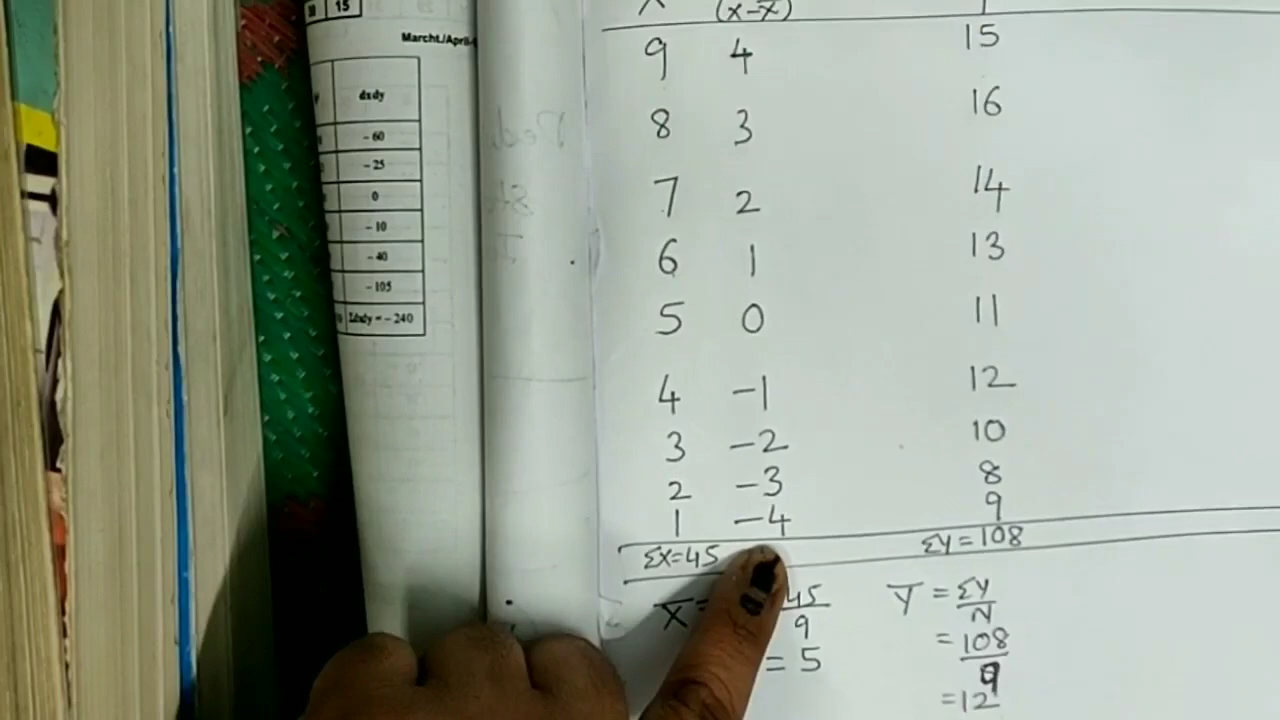 15
March./April-
dxdy
- 60
- 25
0
- 10
- 40
- 105
Σdxdy = - 240
(x-x̅)
9 4 15
8 3 16
7 2 14
6 1 13
5 0 11
4 -1 12
3 -2 10
2 -3 8
1 -4 9
ΣX=45 ΣY=108
X̅= 45/9 Y̅ = ΣY/N
= 5 = 108/9
=12